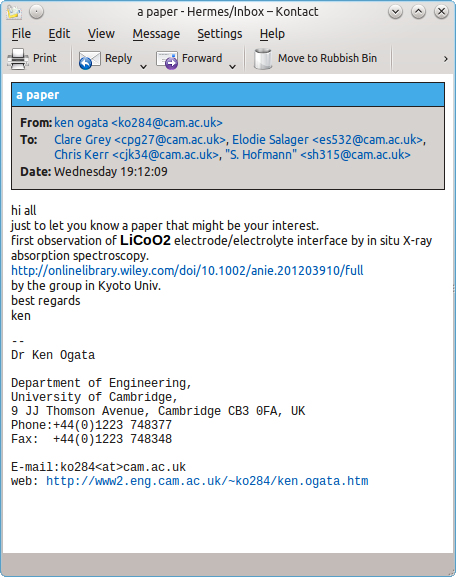 a paper - Hermes/Inbox – Kontact
File Edit View Message Settings Help
Print Reply Forward Move to Rubbish Bin
a paper
From: ken ogata <ko284@cam.ac.uk>
To: Clare Grey <cpg27@cam.ac.uk>, Elodie Salager <es532@cam.ac.uk>,
Chris Kerr <cjk34@cam.ac.uk>, "S. Hofmann" <sh315@cam.ac.uk>
Date: Wednesday 19:12:09
hi all
just to let you know a paper that might be your interest.
first observation of LiCoO2 electrode/electrolyte interface by in situ X-ray
absorption spectroscopy.
http://onlinelibrary.wiley.com/doi/10.1002/anie.201203910/full
by the group in Kyoto Univ.
best regards
ken
--
Dr Ken Ogata
Department of Engineering,
University of Cambridge,
9 JJ Thomson Avenue, Cambridge CB3 0FA, UK
Phone:+44(0)1223 748377
Fax: +44(0)1223 748348
E-mail:ko284<at>cam.ac.uk
web: http://www2.eng.cam.ac.uk/~ko284/ken.ogata.htm